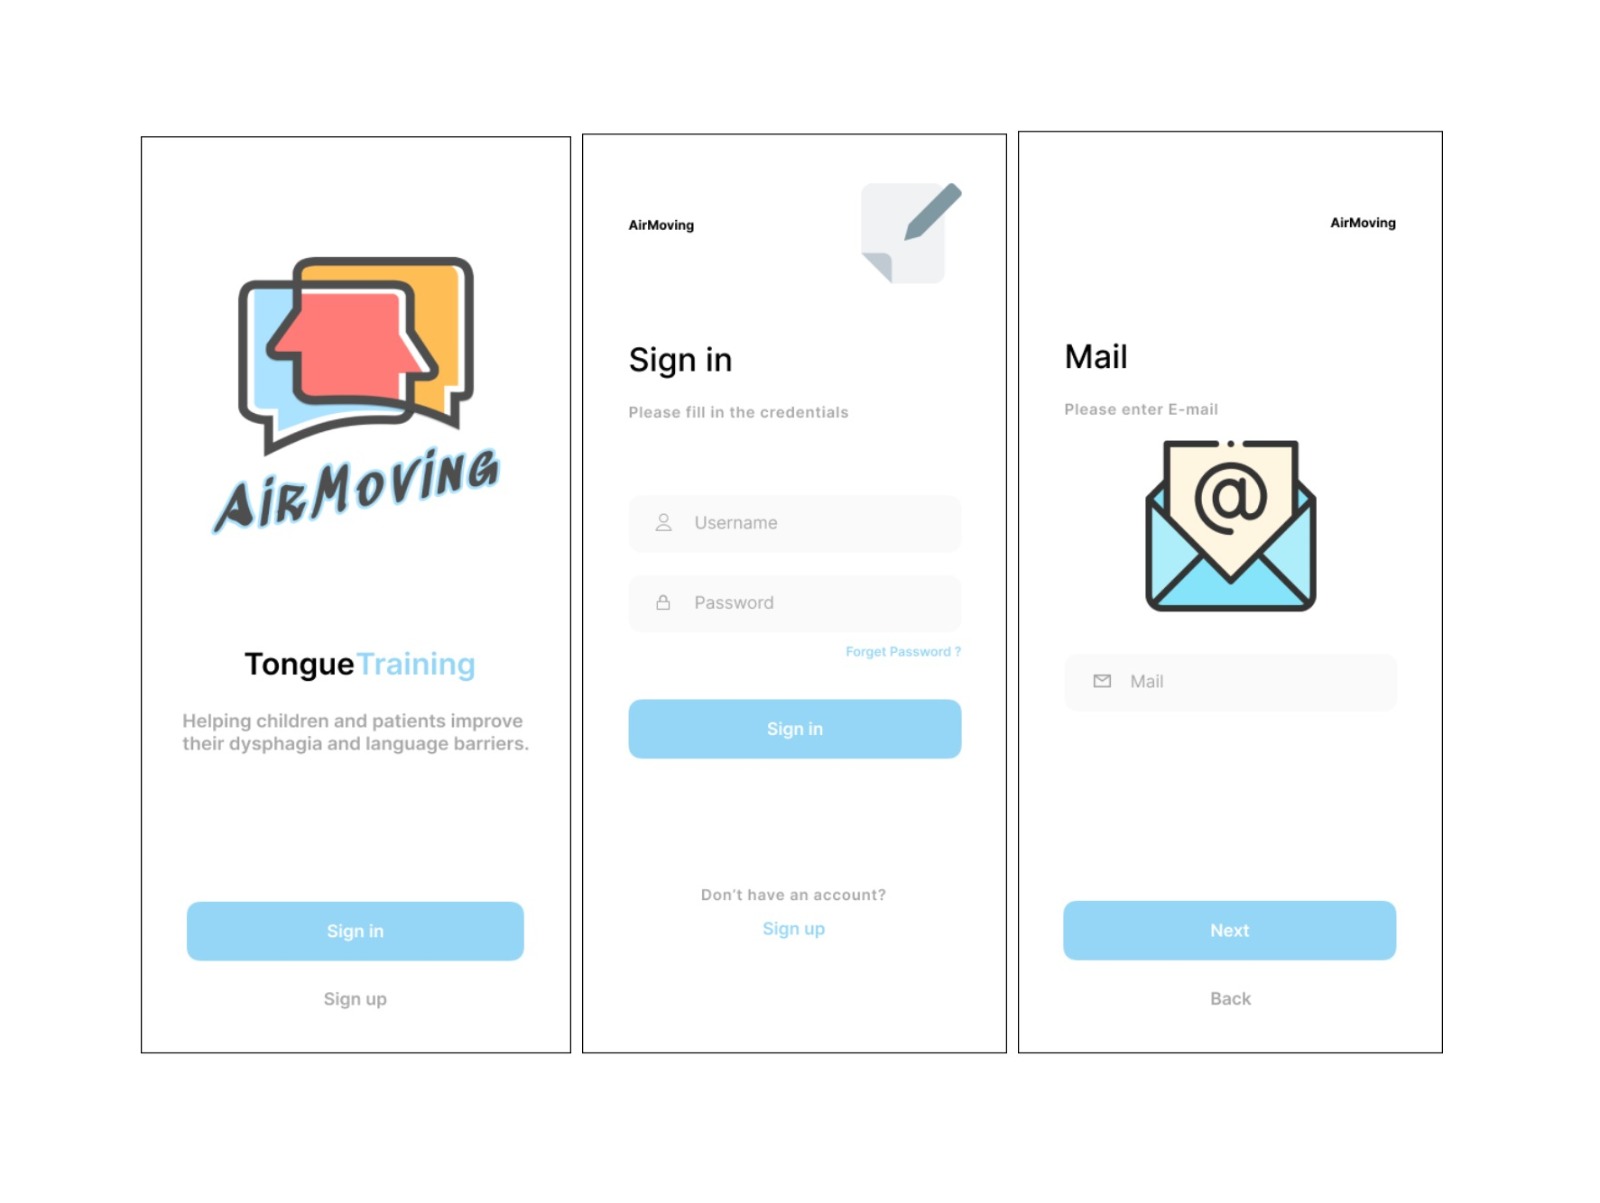 AiRMoViNG
TongueTraining
Helping children and patients improve
their dysphagia and language barriers.
Sign in
Sign up
AirMoving
Sign in
Please fill in the credentials
Username
Password
Forget Password ?
Sign in
Don't have an account?
Sign up
AirMoving
Mail
Please enter E-mail
@
Mail
Next
Back